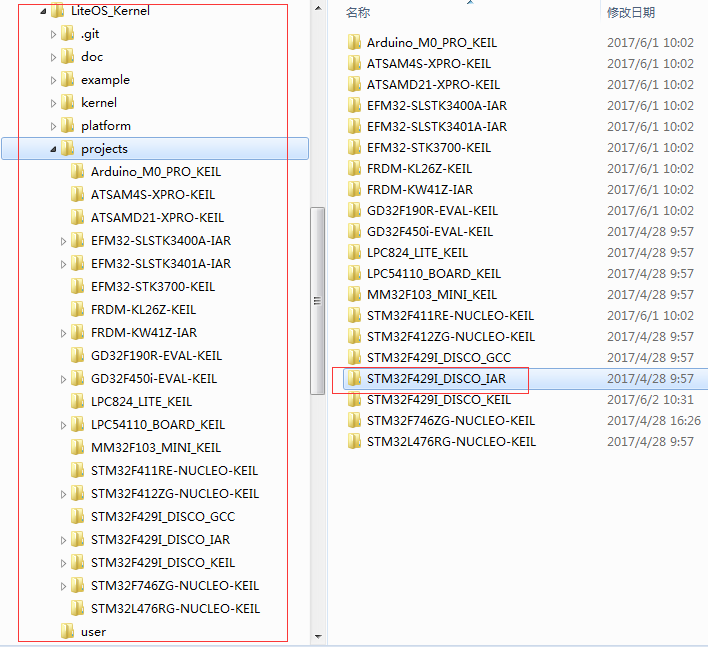 LiteOS_Kernel
.git
doc
example
kernel
platform
projects
Arduino_M0_PRO_KEIL
ATSAM4S-XPRO-KEIL
ATSAMD21-XPRO-KEIL
EFM32-SLSTK3400A-IAR
EFM32-SLSTK3401A-IAR
EFM32-STK3700-KEIL
FRDM-KL26Z-KEIL
FRDM-KW41Z-IAR
GD32F190R-EVAL-KEIL
GD32F450i-EVAL-KEIL
LPC824_LITE_KEIL
LPC54110_BOARD_KEIL
MM32F103_MINI_KEIL
STM32F411RE-NUCLEO-KEIL
STM32F412ZG-NUCLEO-KEIL
STM32F429I_DISCO_GCC
STM32F429I_DISCO_IAR
STM32F429I_DISCO_KEIL
STM32F746ZG-NUCLEO-KEIL
STM32L476RG-NUCLEO-KEIL
user
名称 修改日期
Arduino_M0_PRO_KEIL 2017/6/1 10:02
ATSAM4S-XPRO-KEIL 2017/6/1 10:02
ATSAMD21-XPRO-KEIL 2017/6/1 10:02
EFM32-SLSTK3400A-IAR 2017/6/1 10:02
EFM32-SLSTK3401A-IAR 2017/6/1 10:02
EFM32-STK3700-KEIL 2017/6/1 10:02
FRDM-KL26Z-KEIL 2017/6/1 10:02
FRDM-KW41Z-IAR 2017/6/1 10:02
GD32F190R-EVAL-KEIL 2017/6/1 10:02
GD32F450i-EVAL-KEIL 2017/4/28 9:57
LPC824_LITE_KEIL 2017/4/28 9:57
LPC54110_BOARD_KEIL 2017/4/28 9:57
MM32F103_MINI_KEIL 2017/4/28 9:57
STM32F411RE-NUCLEO-KEIL 2017/6/1 10:02
STM32F412ZG-NUCLEO-KEIL 2017/4/28 9:57
STM32F429I_DISCO_GCC 2017/4/28 9:57
STM32F429I_DISCO_IAR 2017/4/28 9:57
STM32F429I_DISCO_KEIL 2017/6/2 10:31
STM32F746ZG-NUCLEO-KEIL 2017/4/28 16:26
STM32L476RG-NUCLEO-KEIL 2017/4/28 9:57